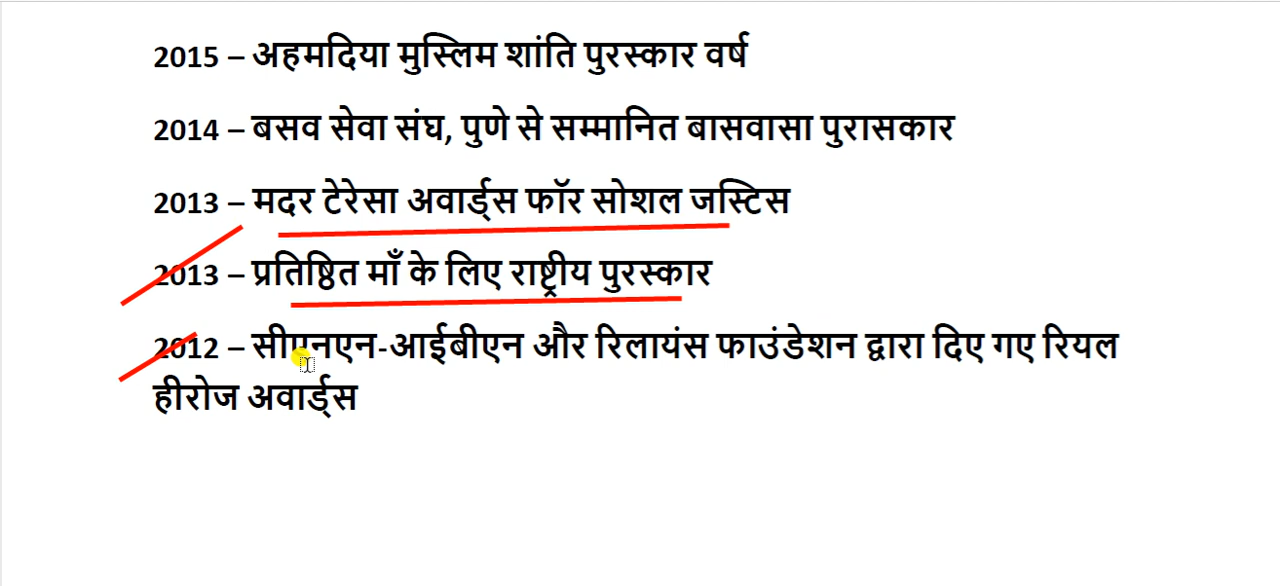 2015 – अहमदिया मुस्लिम शांति पुरस्कार वर्ष
2014 – बसव सेवा संघ, पुणे से सम्मानित बासवासा पुरासकार
2013 – मदर टेरेसा अवार्ड्स फॉर सोशल जस्टिस
2013 – प्रतिष्ठित माँ के लिए राष्ट्रीय पुरस्कार
2012 – सीएनएन-आईबीएन और रिलायंस फाउंडेशन द्वारा दिए गए रियल
हीरोज अवार्ड्स